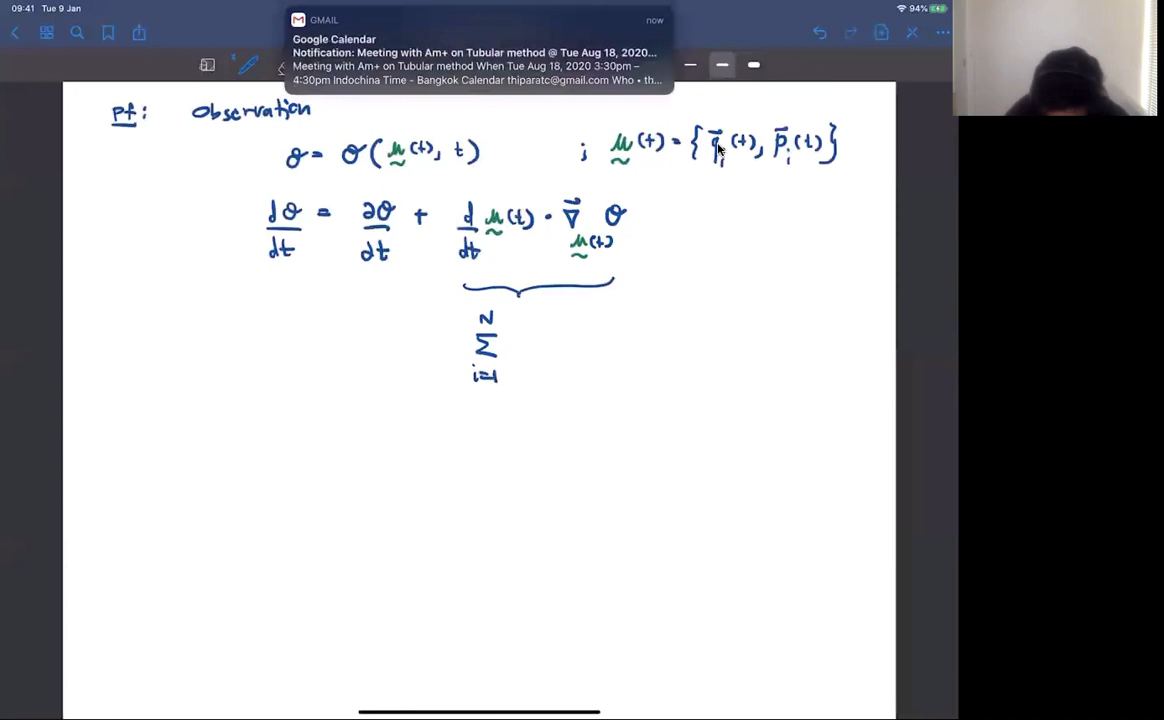 09:41 Tue 9 Jan
94%
GMAIL now
Google Calendar
Notification: Meeting with Am+ on Tubular method @ Tue Aug 18, 2020...
Meeting with Am+ on Tubular method When Tue Aug 18, 2020 3:30pm –
4:30pm Indochina Time - Bangkok Calendar thiparatc@gmail.com Who • th...
Pf: Observation
𝒪 = 𝒪(μ(t), t) ; μ(t) = { q⃗ᵢ(t), p⃗ᵢ(t) }
d𝒪/dt = ∂𝒪/dt + d/dt μ(t) · ∇⃗ μ(t) 𝒪
N
Σ
i=1